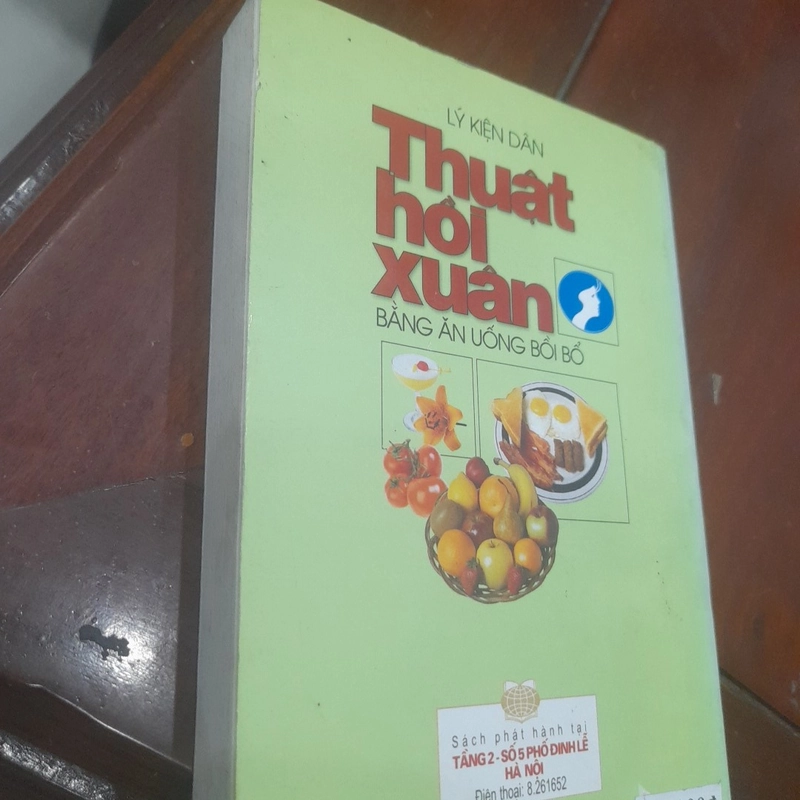 LÝ KIỆN DÂN
Thuật
hồi
xuân
BẰNG ĂN UỐNG BỒI BỔ
Sách phát hành tại
TẦNG 2 - SỐ 5 PHỐ ĐINH LỄ
HÀ NỘI
Điện thoại: 8.261652